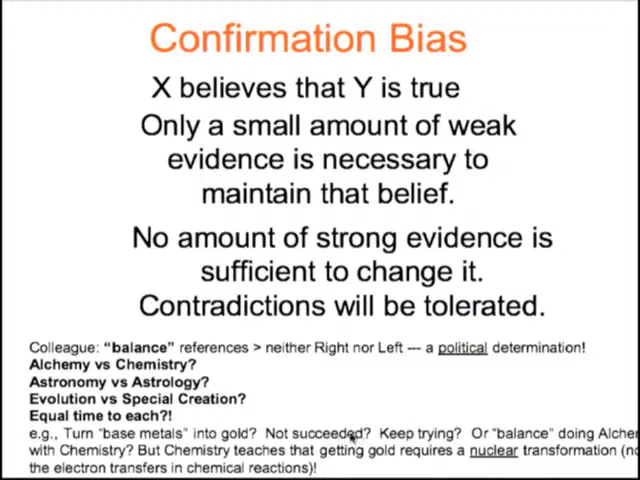 Confirmation Bias
X believes that Y is true
Only a small amount of weak
evidence is necessary to
maintain that belief.
No amount of strong evidence is
sufficient to change it.
Contradictions will be tolerated.
Colleague: “balance” references > neither Right nor Left --- a political determination!
Alchemy vs Chemistry?
Astronomy vs Astrology?
Evolution vs Special Creation?
Equal time to each?!
e.g., Turn “base metals” into gold? Not succeeded? Keep trying? Or “balance” doing Alchem
with Chemistry? But Chemistry teaches that getting gold requires a nuclear transformation (no
the electron transfers in chemical reactions)!